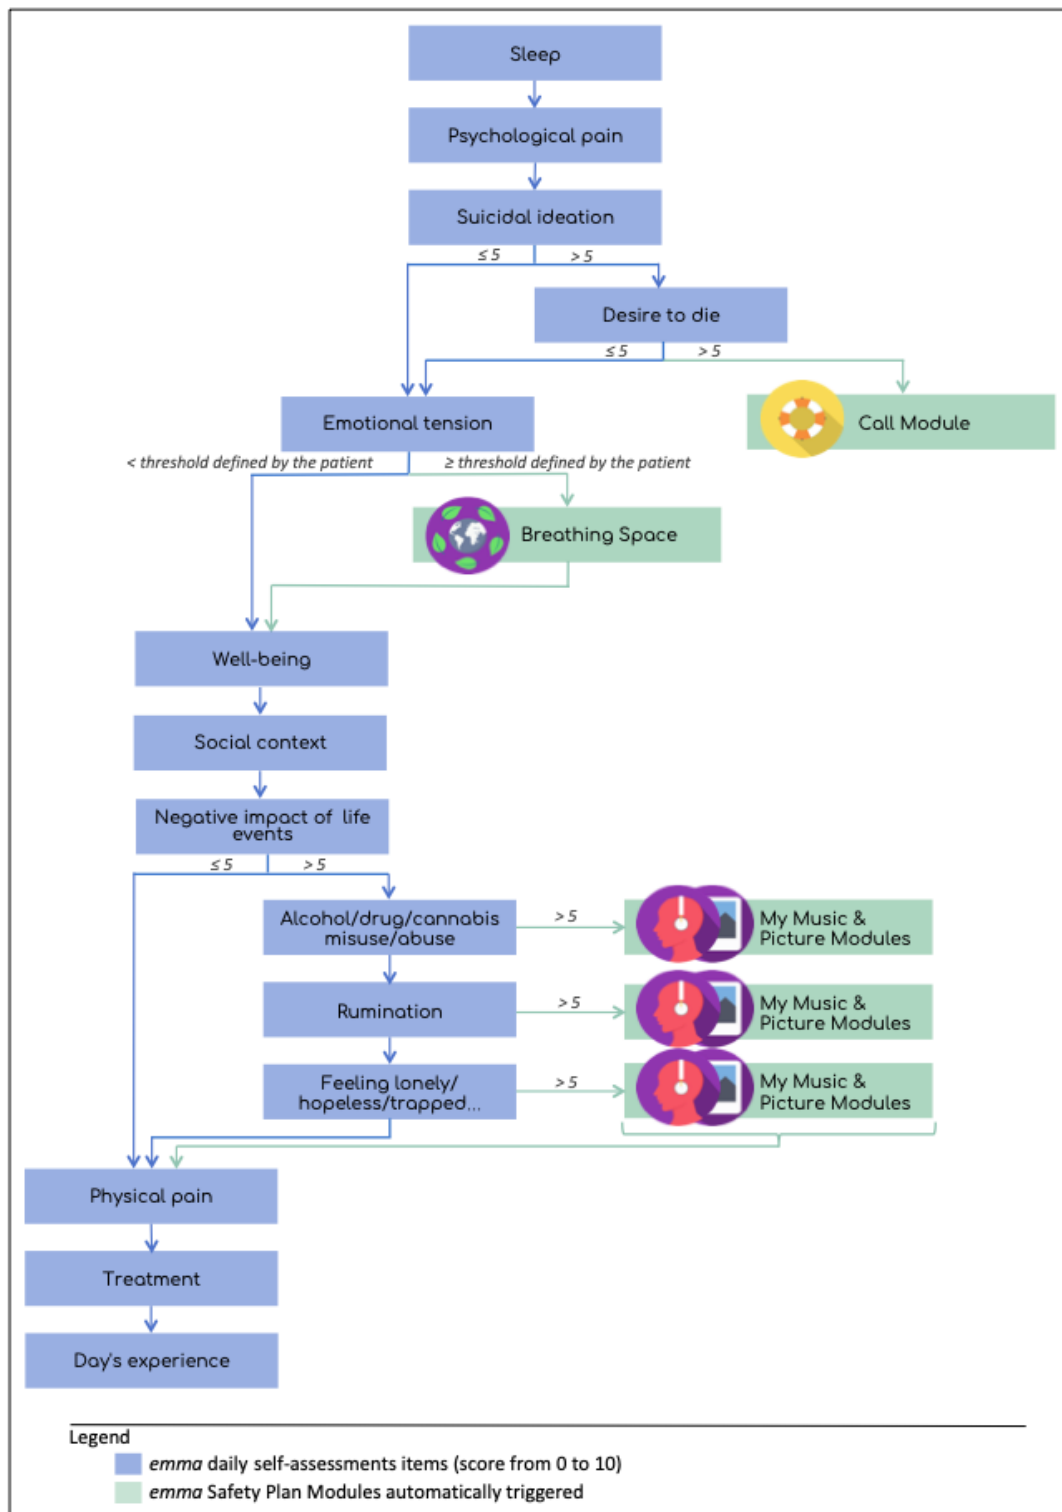 Sleep
Psychological pain
Suicidal ideation
≤ 5
> 5
Desire to die
≤ 5
> 5
Emotional tension
Call Module
< threshold defined by the patient
≥ threshold defined by the patient
Breathing Space
Well-being
Social context
Negative impact of life
events
≤ 5
> 5
Alcohol/drug/cannabis
misuse/abuse
> 5
My Music &
Picture Modules
Rumination
> 5
My Music &
Picture Modules
Feeling lonely/
hopeless/trapped...
> 5
My Music &
Picture Modules
Physical pain
Treatment
Day's experience
Legend
emma daily self-assessments items (score from 0 to 10)
emma Safety Plan Modules automatically triggered